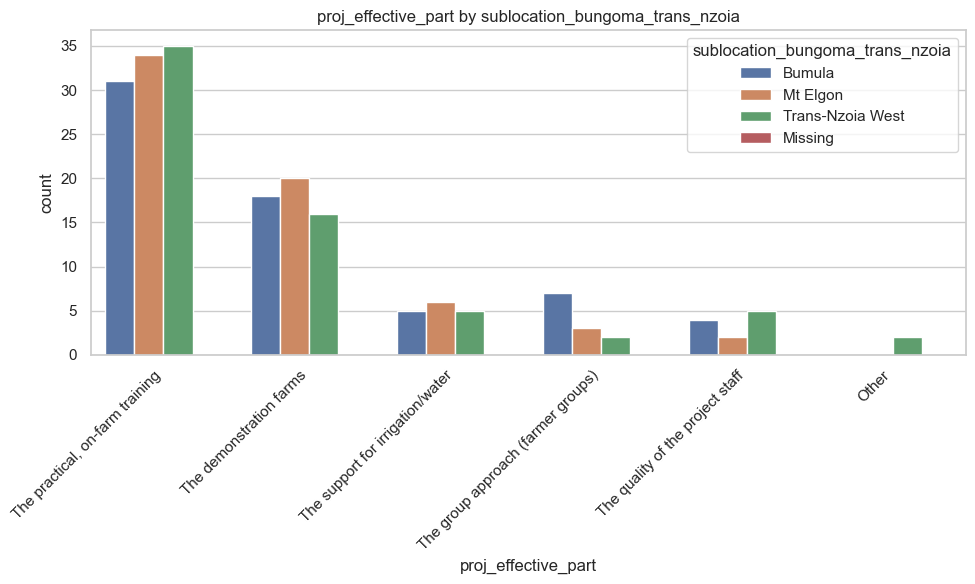 proj_effective_part by sublocation_bungoma_trans_nzoia
sublocation_bungoma_trans_nzoia
Bumula
Mt Elgon
Trans-Nzoia West
Missing
count
35
30
25
20
15
10
5
0
The practical, on-farm training
The demonstration farms
The support for irrigation/water
The group approach (farmer groups)
The quality of the project staff
Other
proj_effective_part